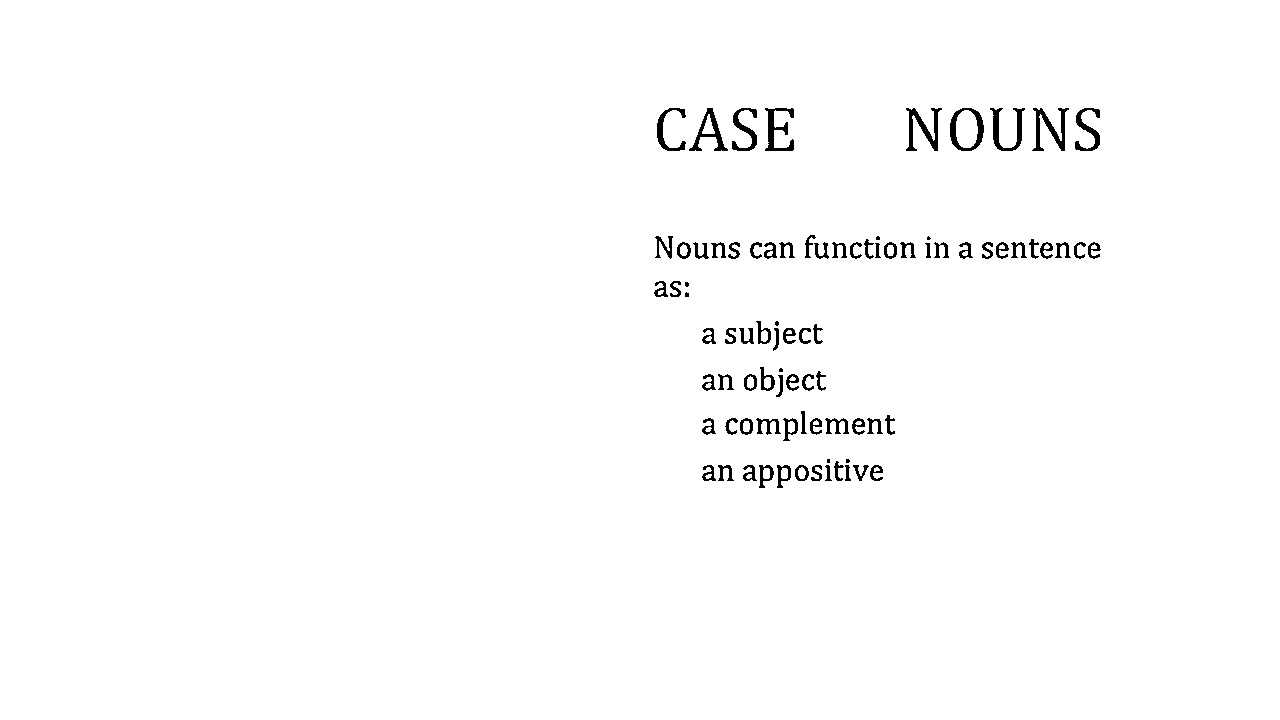 CASE NOUNS
Nouns can function in a sentence
as:
a subject
an object
a complement
an appositive